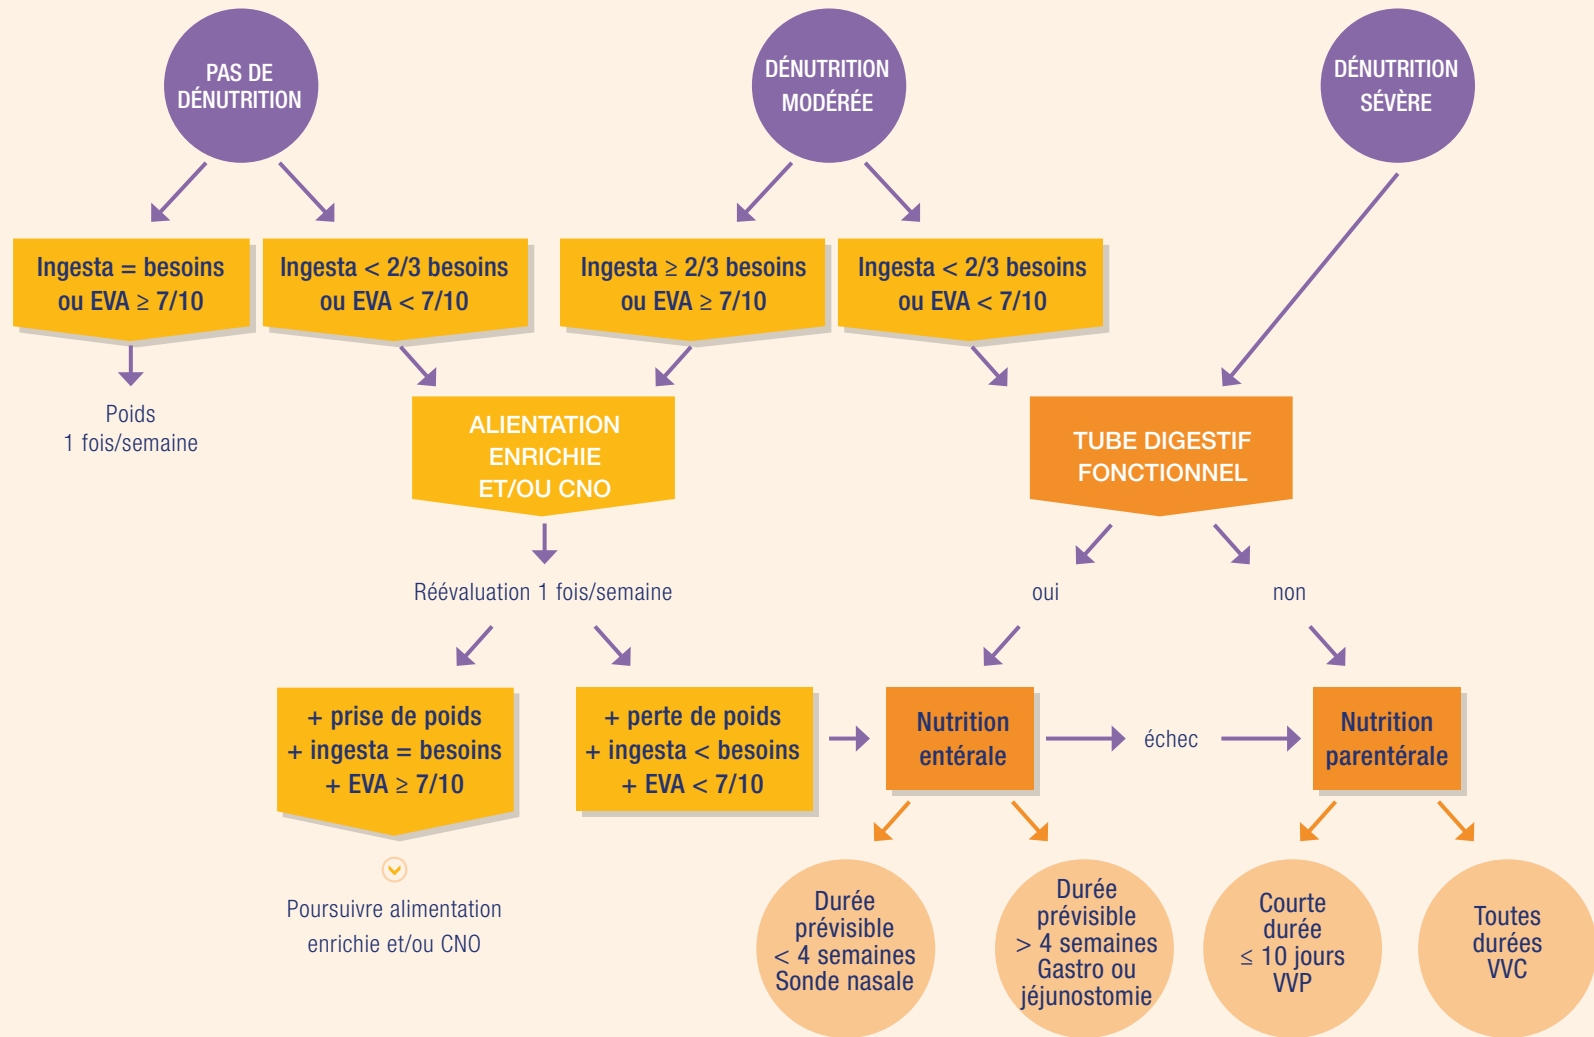 PAS DE
DÉNUTRITION
DÉNUTRITION
MODÉRÉE
DÉNUTRITION
SÉVÈRE
Ingesta = besoins
ou EVA ≥ 7/10
Ingesta < 2/3 besoins
ou EVA < 7/10
Ingesta ≥ 2/3 besoins
ou EVA ≥ 7/10
Ingesta < 2/3 besoins
ou EVA < 7/10
Poids
1 fois/semaine
ALIENTATION
ENRICHIE
ET/OU CNO
TUBE DIGESTIF
FONCTIONNEL
Réévaluation 1 fois/semaine
oui
non
+ prise de poids
+ ingesta = besoins
+ EVA ≥ 7/10
+ perte de poids
+ ingesta < besoins
+ EVA < 7/10
Nutrition
entérale
échec
Nutrition
parentérale
Poursuivre alimentation
enrichie et/ou CNO
Durée
prévisible
< 4 semaines
Sonde nasale
Durée
prévisible
> 4 semaines
Gastro ou
jéjunostomie
Courte
durée
≤ 10 jours
VVP
Toutes
durées
VVC